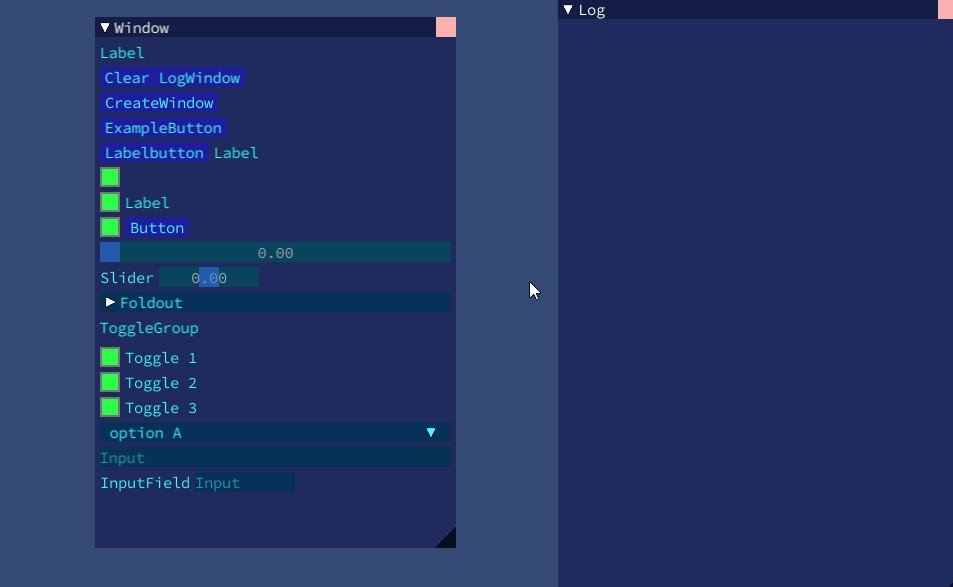 Window
Label
Clear LogWindow
CreateWindow
ExampleButton
Labelbutton Label
Label
Button
0.00
Slider 0.00
Foldout
ToggleGroup
Toggle 1
Toggle 2
Toggle 3
option A
Input
InputField Input
Log